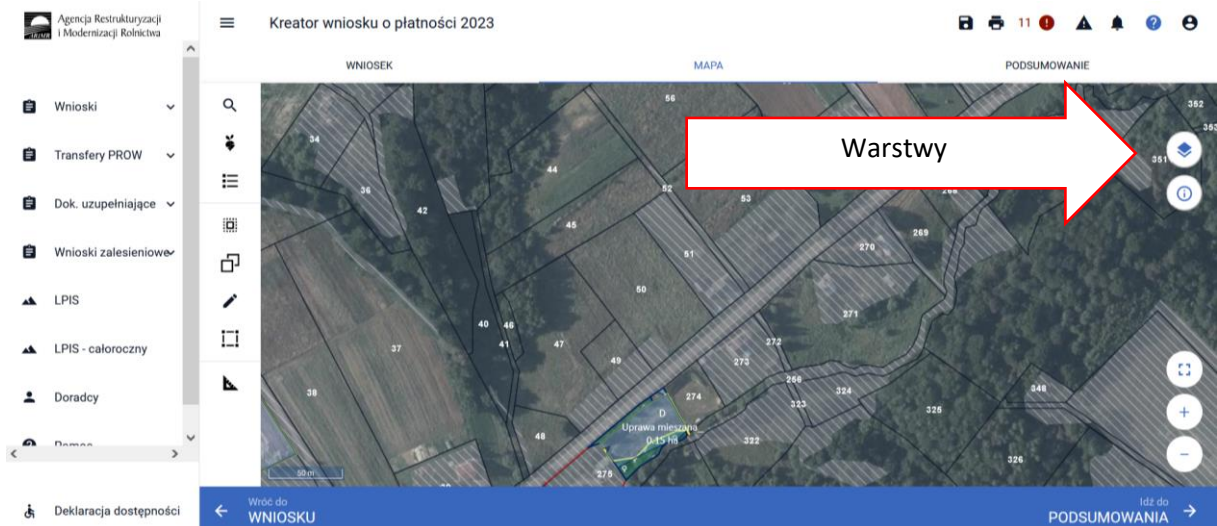 Agencja Restrukturyzacji
i Modernizacji Rolnictwa
Kreator wniosku o płatności 2023
11
WNIOSEK
MAPA
PODSUMOWANIE
Wnioski
Transfery PROW
Dok. uzupełniające
Wnioski zalesieniowe
LPIS
LPIS - całoroczny
Doradcy
Pomoc
Deklaracja dostępności
Warstwy
56
352
353
351
34
44
36
52
53
268
42
45
269
270
51
50
271
40
46
41
47
272
37
49
273
256
38
274
323
324
348
325
D
Uprawa mieszana
0.15 ha
48
322
326
275
50 m
Wróć do
WNIOSKU
Idź do
PODSUMOWANIA